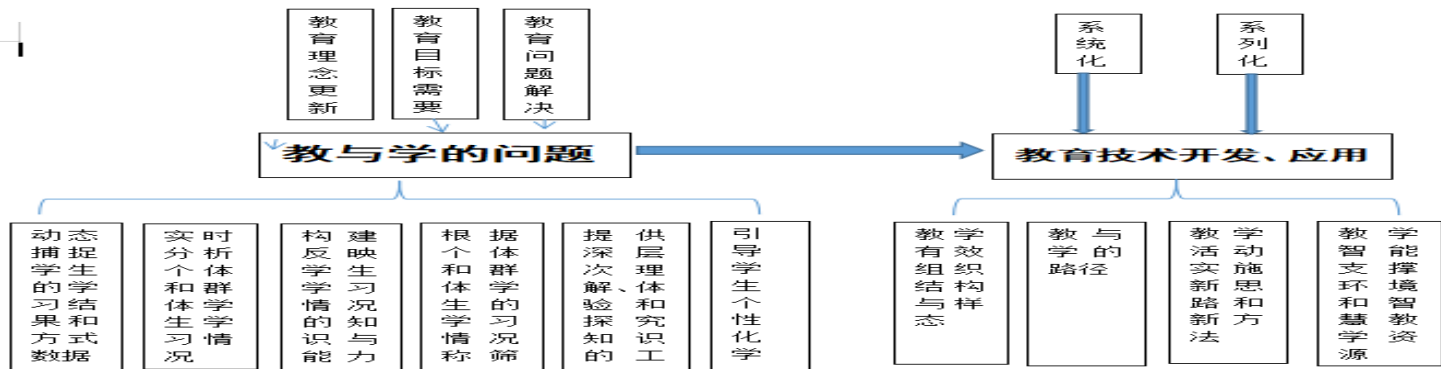 教育理念更新
教育目标需要
教育问题解决
系统化
系列化
教与学的问题
教育技术开发、应用
动态捕捉学生的学习结果和方式数据
实时分析个体和群体学生学习情况
构建反映学生学习情况的知识与能力
根据个体和群体学生的学习情况称筛
提供深层次理解、体验和探究知识的工
引导学生个性化学
教学有效组织结构与样态
教与学的路径
教学活动实施新思路和新方法
教学智能支撑环境和智慧教学资源